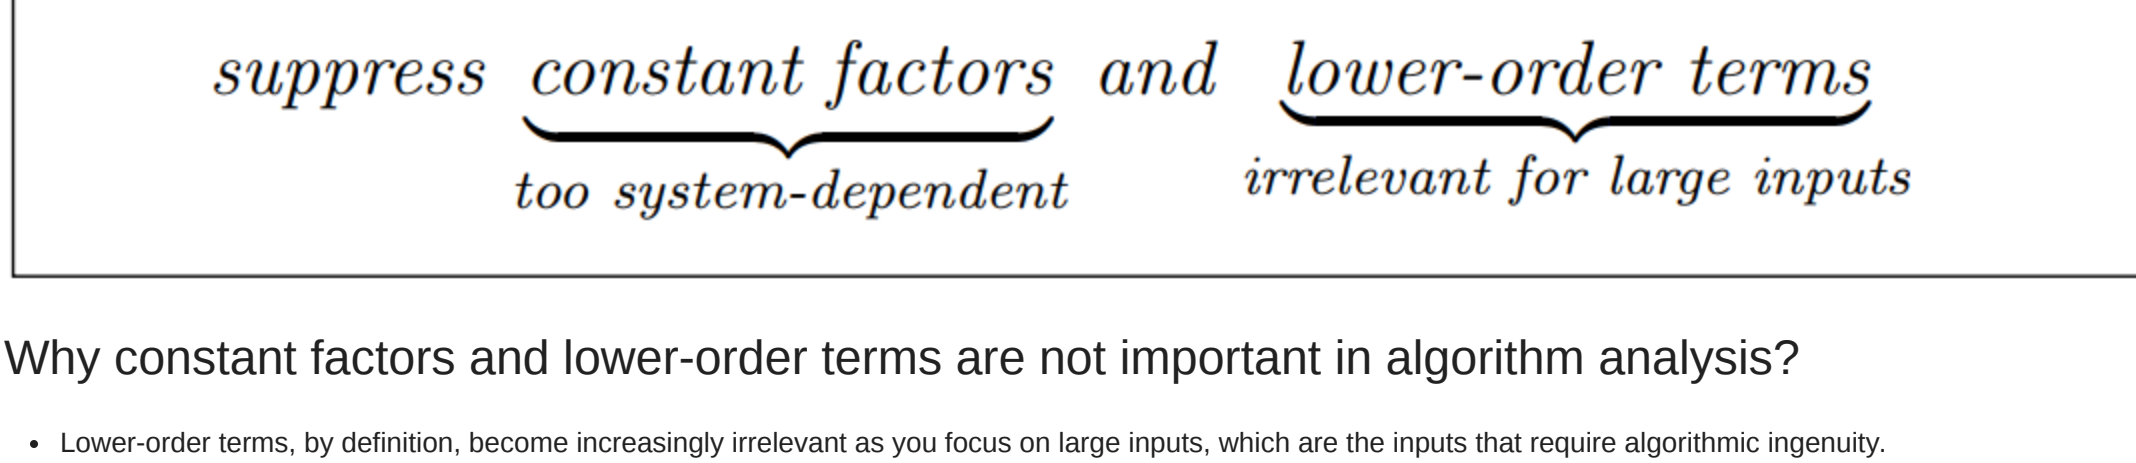 suppress constant factors and lower-order terms
too system-dependent irrelevant for large inputs
Why constant factors and lower-order terms are not important in algorithm analysis?
• Lower-order terms, by definition, become increasingly irrelevant as you focus on large inputs, which are the inputs that require algorithmic ingenuity.